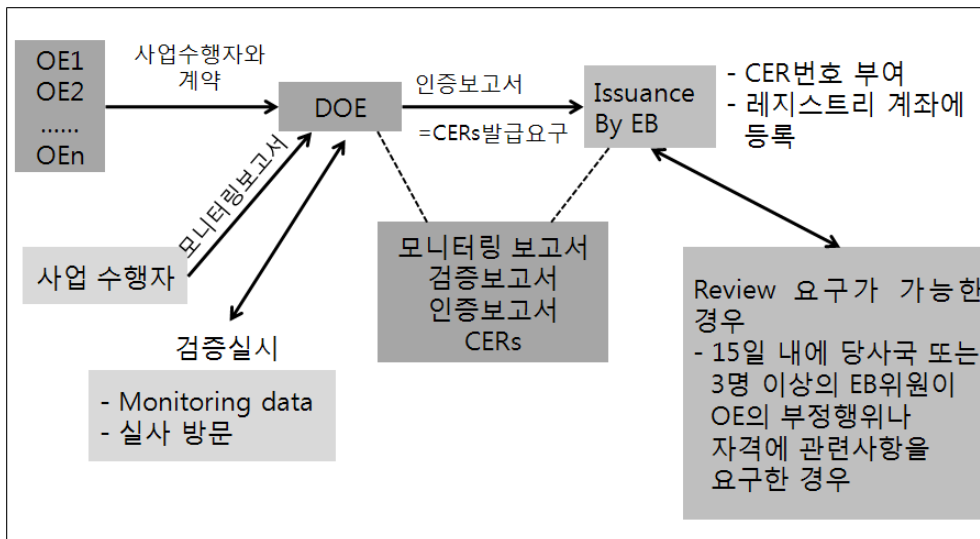 OE1
OE2
......
OEn
사업수행자와
계약
DOE
인증보고서
=CERs발급요구
Issuance
By EB
- CER번호 부여
- 레지스트리 계좌에
등록
모니터링보고서
사업 수행자
검증실시
- Monitoring data
- 실사 방문
모니터링 보고서
검증보고서
인증보고서
CERs
Review 요구가 가능한
경우
- 15일 내에 당사국 또는
3명 이상의 EB위원이
OE의 부정행위나
자격에 관련사항을
요구한 경우